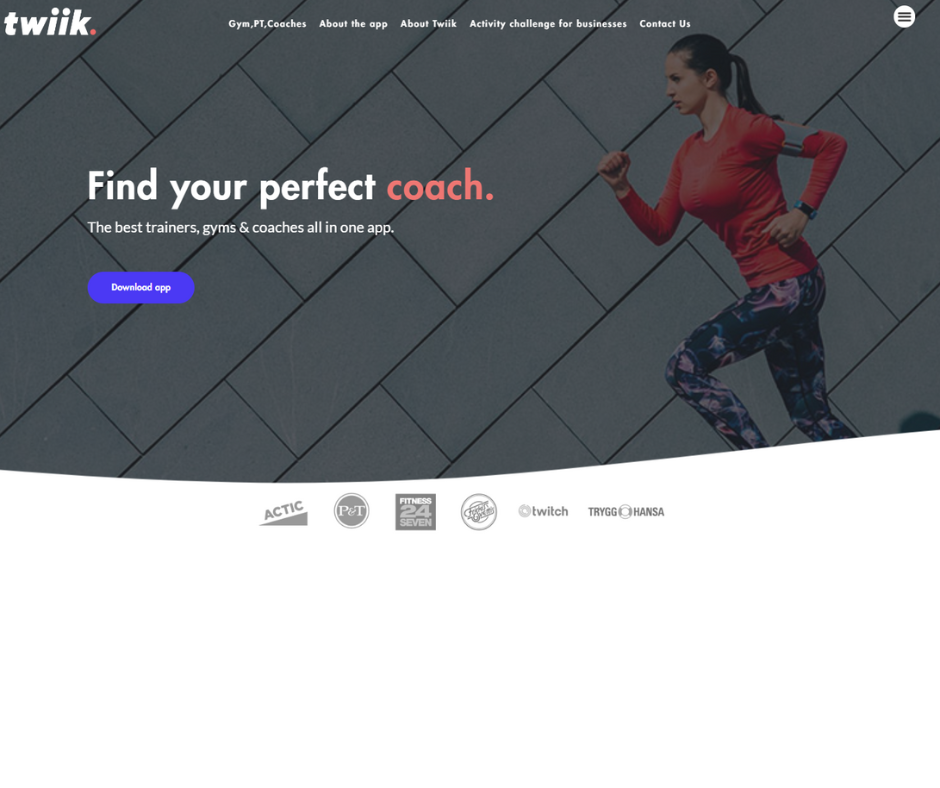 twiik.
Gym,PT,Coaches About the app About Twiik Activity challenge for businesses Contact Us
Find your perfect coach.
The best trainers, gyms & coaches all in one app.
Download app
ACTIC
P&T
FITNESS
24
SEVEN
twitch
TRYGG HANSA